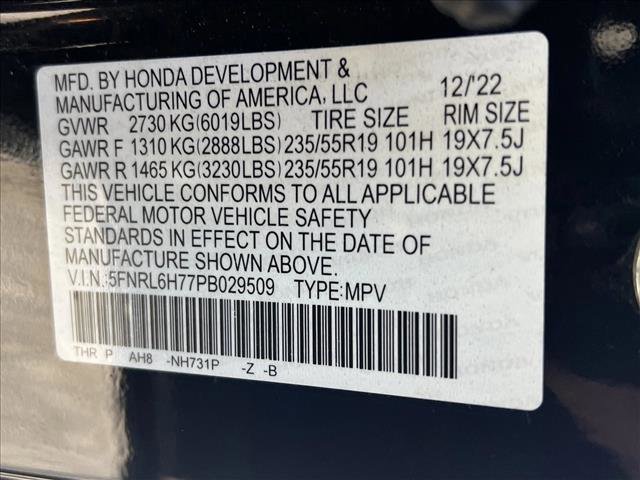 MFD. BY HONDA DEVELOPMENT &
MANUFACTURING OF AMERICA, LLC 12/'22
GVWR 2730 KG(6019LBS) TIRE SIZE RIM SIZE
GAWR F 1310 KG(2888LBS) 235/55R19 101H 19X7.5J
GAWR R 1465 KG(3230LBS) 235/55R19 101H 19X7.5J
THIS VEHICLE CONFORMS TO ALL APPLICABLE
FEDERAL MOTOR VEHICLE SAFETY
STANDARDS IN EFFECT ON THE DATE OF
MANUFACTURE SHOWN ABOVE.
V.I.N.:5FNRL6H77PB029509 TYPE:MPV
THR P AH8 -NH731P -Z -B